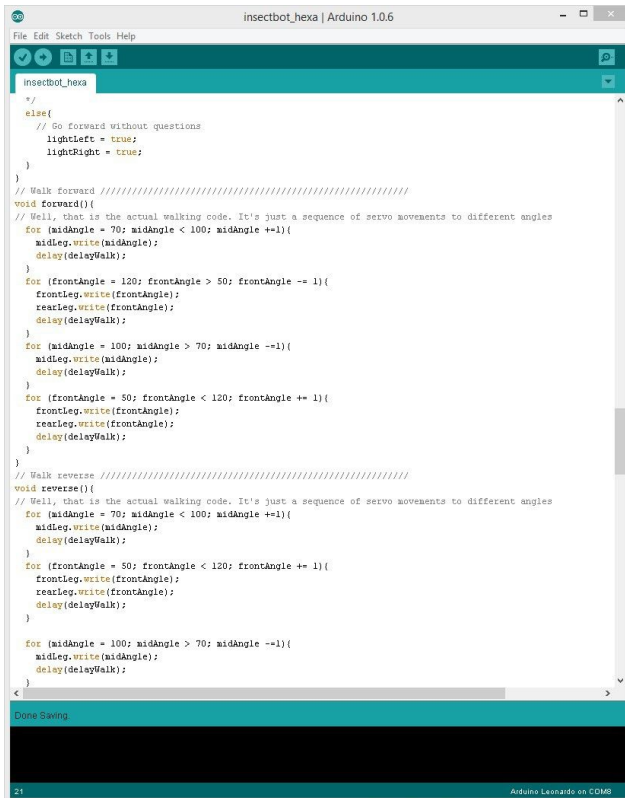 insectbot_hexa | Arduino 1.0.6
File Edit Sketch Tools Help
insectbot_hexa
*/
else{
// Go forward without questions
lightLeft = true;
lightRight = true;
}
}
// Walk forward //////////////////////////////////////////////////////////
void forward(){
// Well, that is the actual walking code. It's just a sequence of servo movements to different angles
for (midAngle = 70; midAngle < 100; midAngle +=1){
midLeg.write(midAngle);
delay(delayWalk);
}
for (frontAngle = 120; frontAngle > 50; frontAngle -= 1){
frontLeg.write(frontAngle);
rearLeg.write(frontAngle);
delay(delayWalk);
}
for (midAngle = 100; midAngle > 70; midAngle -=1){
midLeg.write(midAngle);
delay(delayWalk);
}
for (frontAngle = 50; frontAngle < 120; frontAngle += 1){
frontLeg.write(frontAngle);
rearLeg.write(frontAngle);
delay(delayWalk);
}
}
// Walk reverse //////////////////////////////////////////////////////////
void reverse(){
// Well, that is the actual walking code. It's just a sequence of servo movements to different angles
for (midAngle = 70; midAngle < 100; midAngle +=1){
midLeg.write(midAngle);
delay(delayWalk);
}
for (frontAngle = 50; frontAngle < 120; frontAngle += 1){
frontLeg.write(frontAngle);
rearLeg.write(frontAngle);
delay(delayWalk);
}
for (midAngle = 100; midAngle > 70; midAngle -=1){
midLeg.write(midAngle);
delay(delayWalk);
}
Done Saving.
21
Arduino Leonardo on COM8